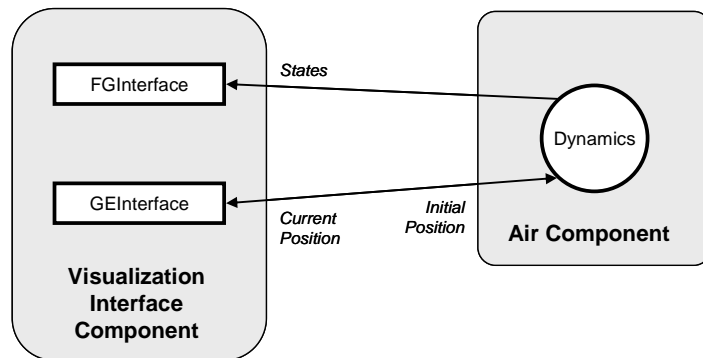 FGInterface
States
Dynamics
GEInterface
Current
Position
Initial
Position
Air Component
Visualization
Interface
Component